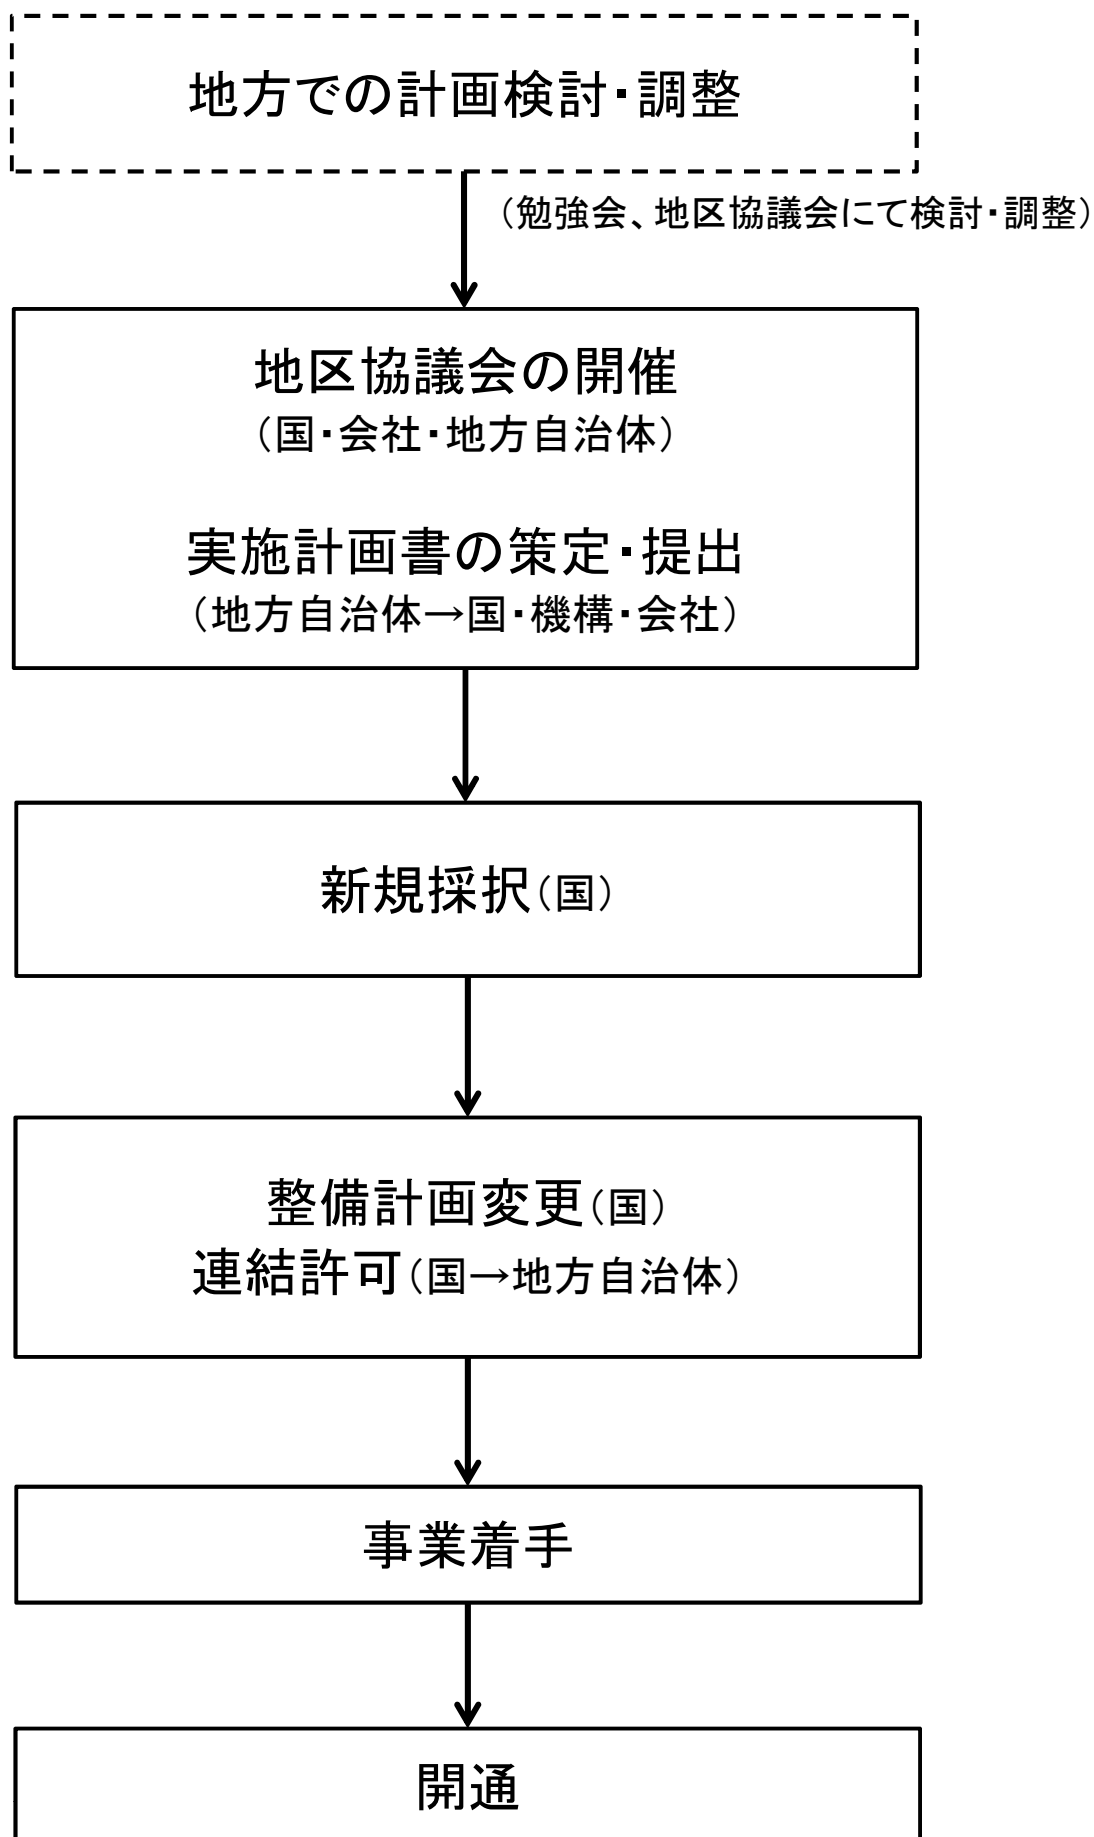 地方での計画検討・調整
（勉強会、地区協議会にて検討・調整）
地区協議会の開催
（国・会社・地方自治体）
実施計画書の策定・提出
（地方自治体→国・機構・会社）
新規採択（国）
整備計画変更（国）
連結許可（国→地方自治体）
事業着手
開通